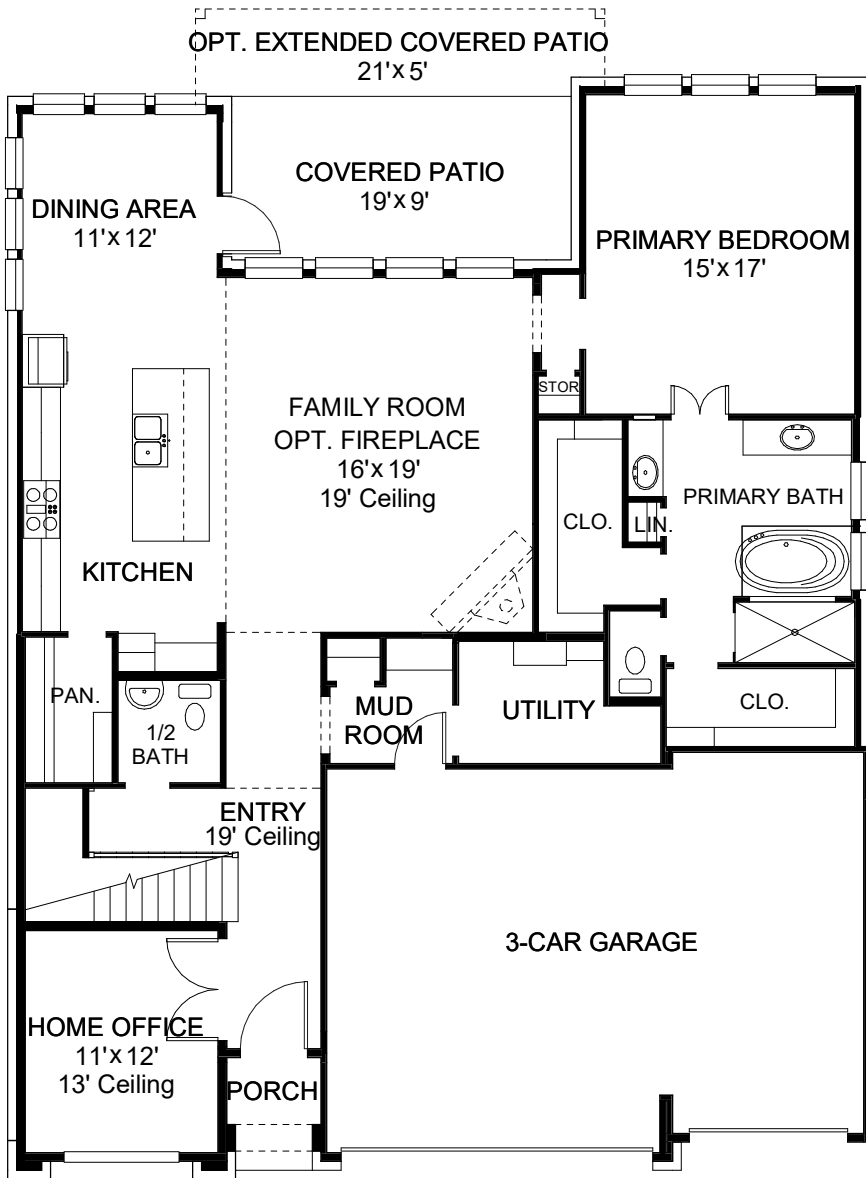 OPT. EXTENDED COVERED PATIO
21'x 5'
COVERED PATIO
19'x 9'
DINING AREA
11'x 12'
PRIMARY BEDROOM
15'x 17'
STOR
FAMILY ROOM
OPT. FIREPLACE
16'x 19'
19' Ceiling
PRIMARY BATH
CLO.
LIN.
KITCHEN
PAN.
1/2
BATH
MUD
ROOM
UTILITY
CLO.
ENTRY
19' Ceiling
3-CAR GARAGE
HOME OFFICE
11'x 12'
13' Ceiling
PORCH